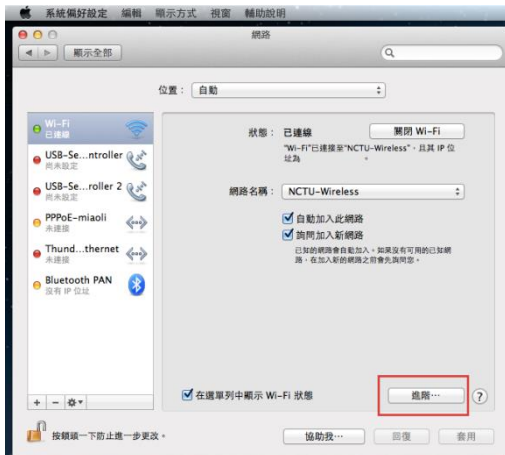 系統偏好設定 編輯 顯示方式 視窗 輔助說明
網路
顯示全部
位置： 自動
Wi-Fi
已連線
USB-Se...ntroller
尚未設定
USB-Se...roller 2
尚未設定
PPPoE-miaoli
未連接
Thund...thernet
未連接
Bluetooth PAN
沒有 IP 位址
狀態： 已連線 關閉 Wi-Fi
"Wi-Fi"已連接至"NCTU-Wireless"，且其 IP 位
址為 。
網路名稱： NCTU-Wireless
自動加入此網路
詢問加入新網路
已知的網路會自動加入。如果沒有可用的已知網
路，在加入新的網路之前會先詢問您。
在選單列中顯示 Wi-Fi 狀態 進階… ?
+ −
按鎖頭一下防止進一步更改。 協助我… 回復 套用